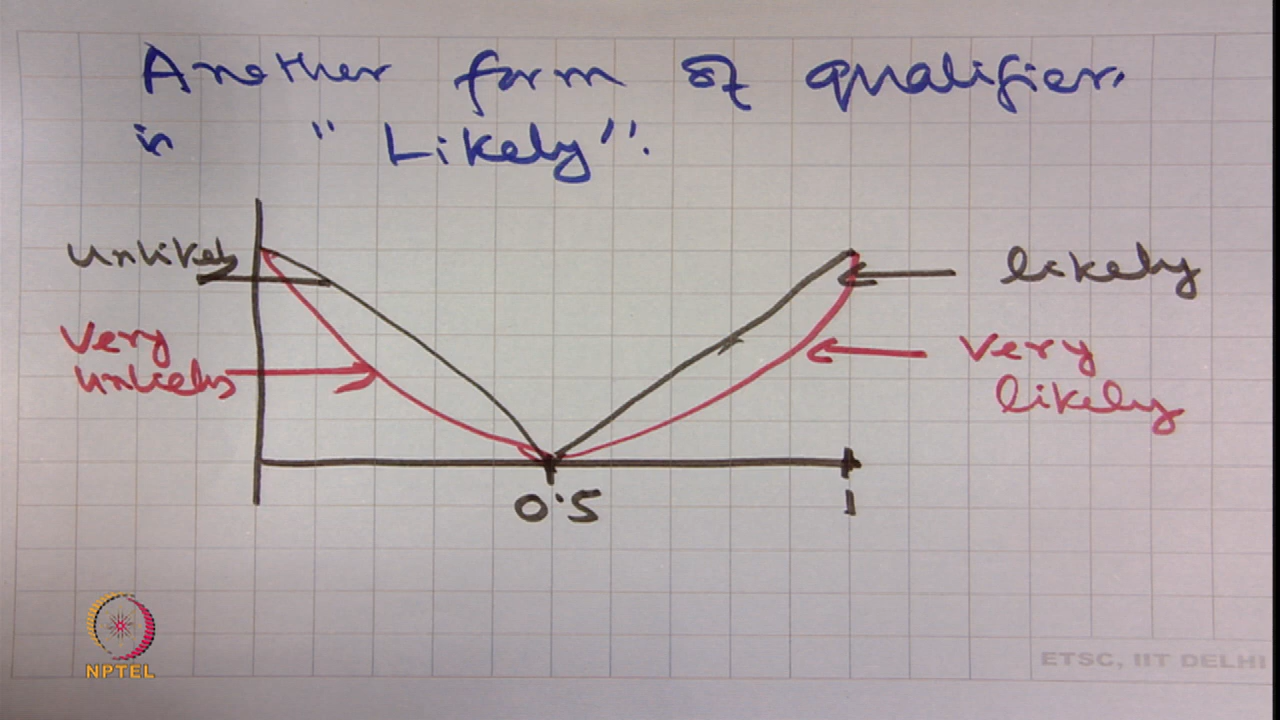 Another form of qualifier
is "Likely".
unlikely
likely
Very
unlikely
Very
likely
0.5
1
NPTEL
ETSC, IIT DELHI